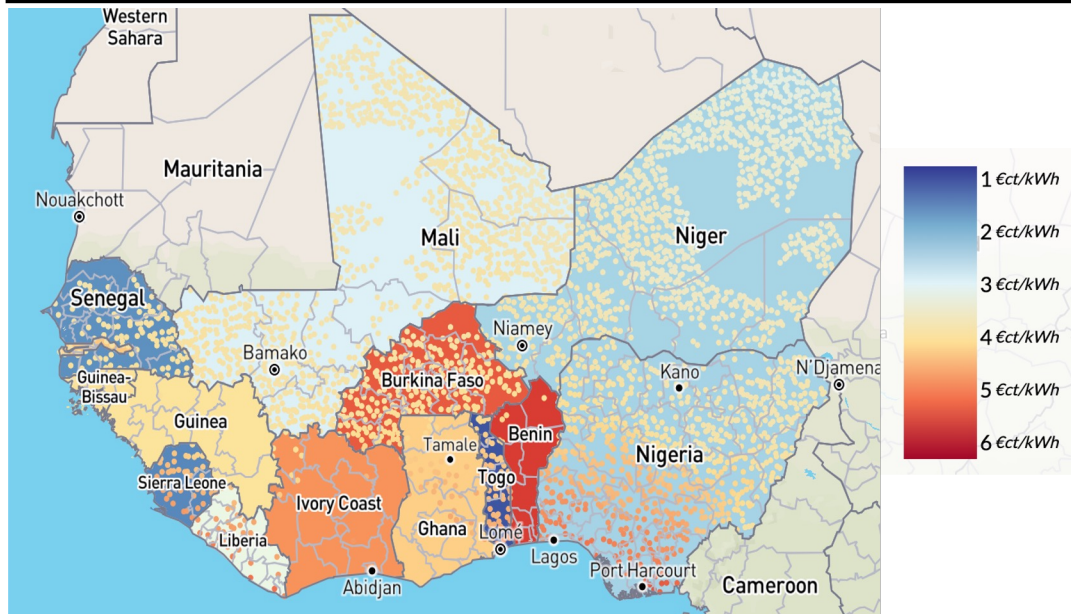 Western
Sahara
Mauritania
Nouakchott
Mali
Niger
Senegal
Niamey
Bamako
Kano
N'Djamena
Guinea-
Bissau
Burkina Faso
Guinea
Benin
Tamale
Nigeria
Togo
Sierra Leone
Ivory Coast
Ghana
Liberia
Lomé
Lagos
Port Harcourt
Abidjan
Cameroon
1 €ct/kWh
2 €ct/kWh
3 €ct/kWh
4 €ct/kWh
5 €ct/kWh
6 €ct/kWh